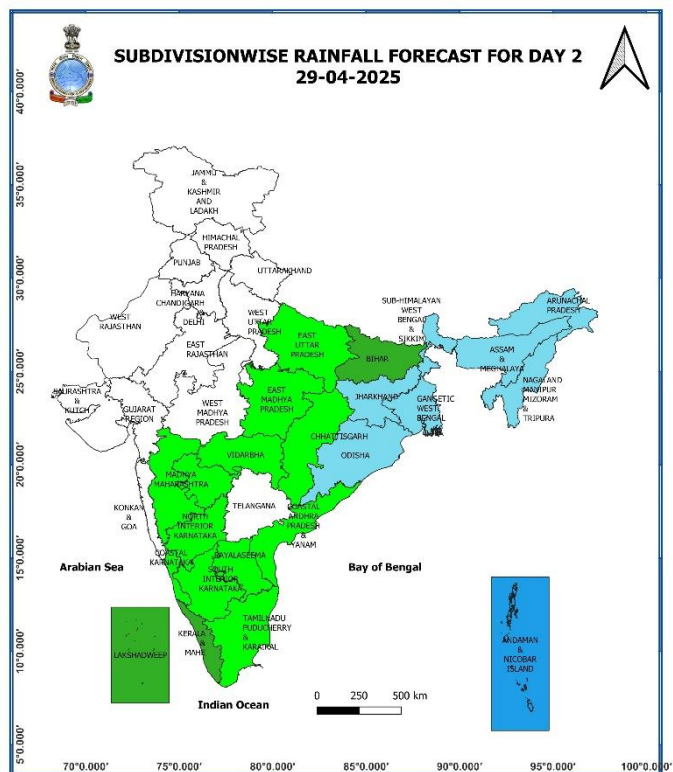 SUBDIVISIONWISE RAINFALL FORECAST FOR DAY 2
29-04-2025
40°0.000'
35°0.000'
30°0.000'
25°0.000'
20°0.000'
15°0.000'
10°0.000'
5°0.000'
JAMMU
&
KASHMIR
AND
LADAKH
HIMACHAL
PRADESH
PUNJAB
UTTARAKHAND
HARYANA
CHANDIGARH
&
DELHI
WEST
RAJASTHAN
EAST
RAJASTHAN
WEST
UTTAR
PRADESH
EAST
UTTAR
PRADESH
SUB-HIMALAYAN
WEST
BENGAL
&
SIKKIM
ARUNACHAL
PRADESH
ASSAM
&
MEGHALAYA
NAGALAND
MANIPUR
MIZORAM
&
TRIPURA
BIHAR
JHARKHAND
GANGETIC
WEST
BENGAL
SAURASHTRA
&
KUTCH
GUJARAT
REGION
WEST
MADHYA
PRADESH
EAST
MADHYA
PRADESH
CHHATTISGARH
ODISHA
VIDARBHA
MADHYA
MAHARASHTRA
KONKAN
&
GOA
TELANGANA
NORTH
INTERIOR
KARNATAKA
COASTAL
ARDHRA
PRADESH
&
YANAM
COASTAL
KARNATAKA
RAYALASEEMA
SOUTH
INTERIOR
KARNATAKA
Arabian Sea
Bay of Bengal
TAMILNADU
PUDUCHERRY
&
KARAIKAL
KERALA
&
MAHE
LAKSHADWEEP
ANDAMAN
&
NICOBAR
ISLAND
Indian Ocean
0 250 500 km
70°0.000' 75°0.000' 80°0.000' 85°0.000' 90°0.000' 95°0.000' 100°0.000'